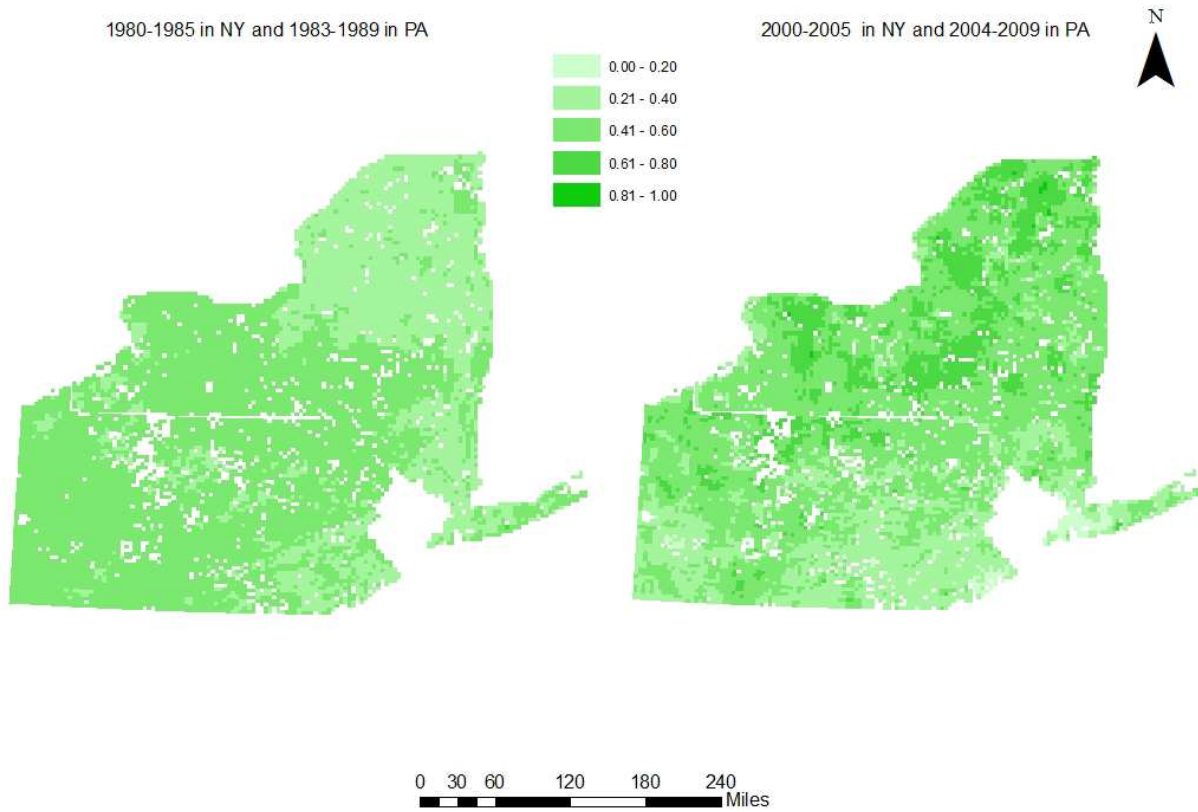 1980-1985 in NY and 1983-1989 in PA
2000-2005 in NY and 2004-2009 in PA
N
0.00 - 0.20
0.21 - 0.40
0.41 - 0.60
0.61 - 0.80
0.81 - 1.00
0 30 60 120 180 240
Miles